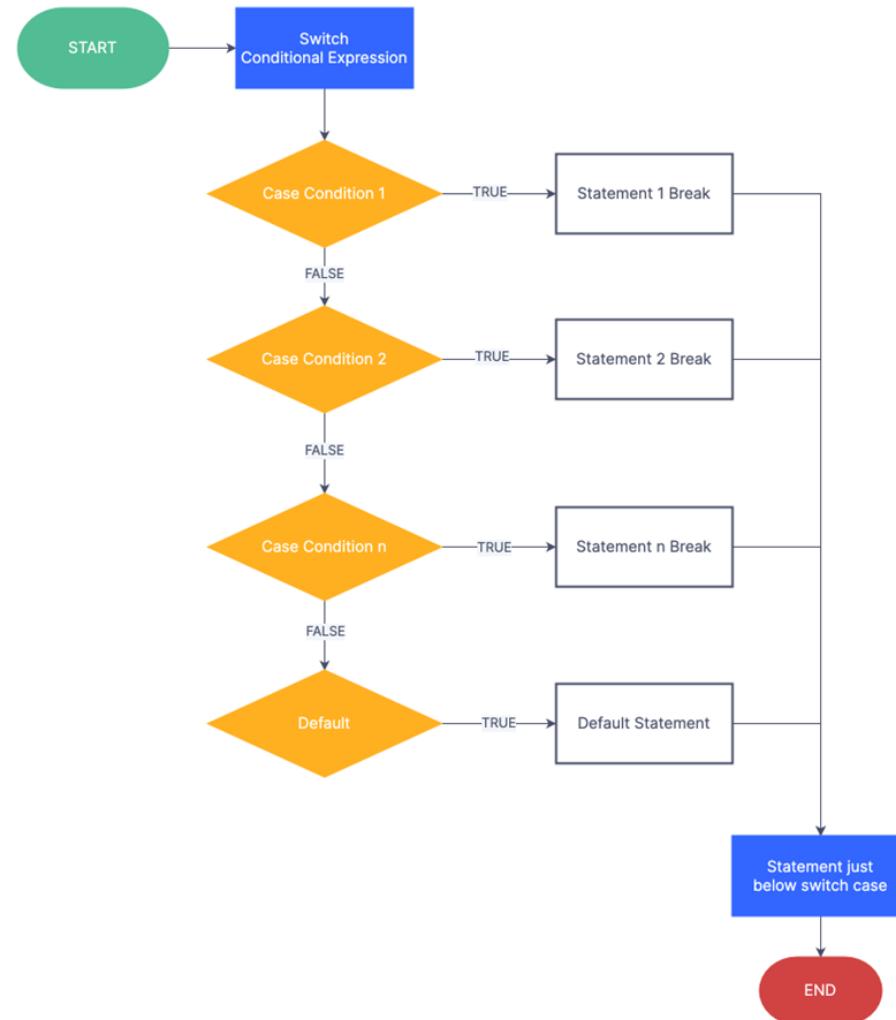 START
Switch
Conditional Expression
Case Condition 1
TRUE
Statement 1 Break
FALSE
Case Condition 2
TRUE
Statement 2 Break
FALSE
Case Condition n
TRUE
Statement n Break
FALSE
Default
TRUE
Default Statement
Statement just
below switch case
END